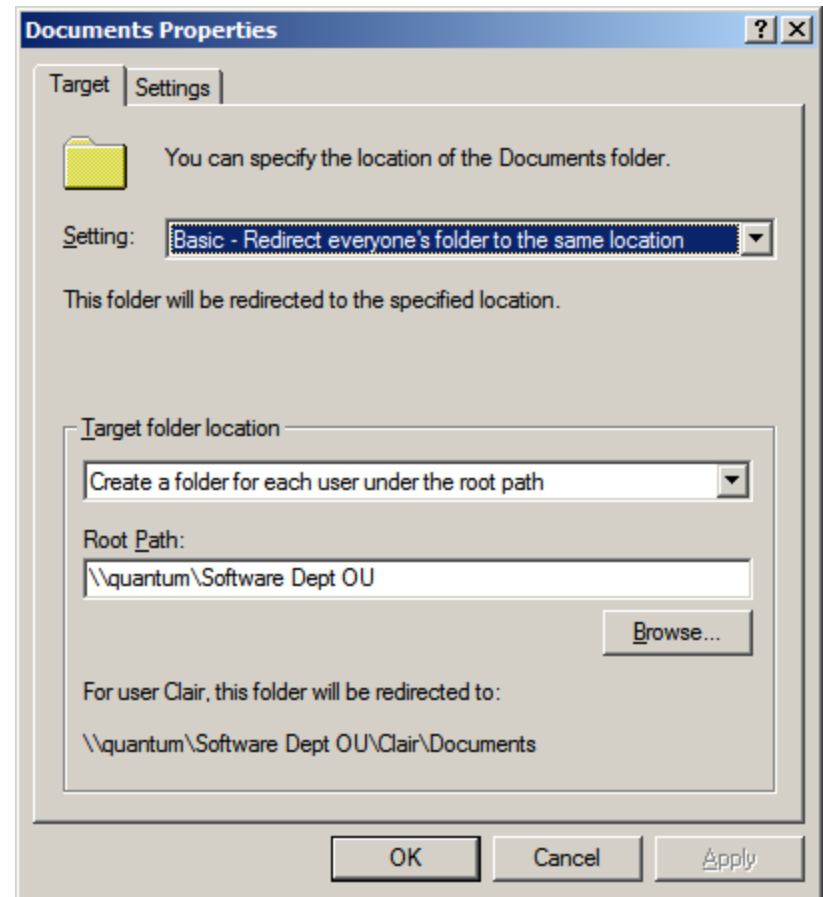 Documents Properties
Target
Settings
You can specify the location of the Documents folder.
Setting:
Basic - Redirect everyone's folder to the same location
This folder will be redirected to the specified location.
Target folder location
Create a folder for each user under the root path
Root Path:
\\quantum\Software Dept OU
Browse...
For user Clair, this folder will be redirected to:
\\quantum\Software Dept OU\Clair\Documents
OK
Cancel
Apply